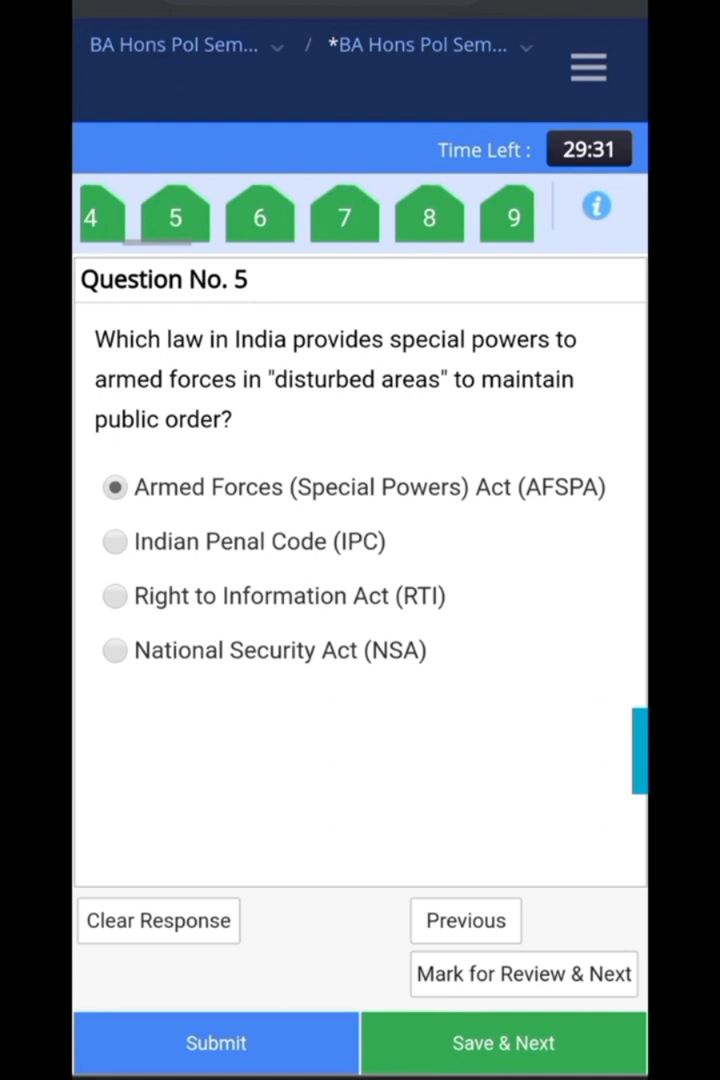 BA Hons Pol Sem... / *BA Hons Pol Sem...
Time Left : 29:31
4 5 6 7 8 9 i
Question No. 5
Which law in India provides special powers to
armed forces in "disturbed areas" to maintain
public order?
Armed Forces (Special Powers) Act (AFSPA)
Indian Penal Code (IPC)
Right to Information Act (RTI)
National Security Act (NSA)
Clear Response Previous
Mark for Review & Next
Submit Save & Next